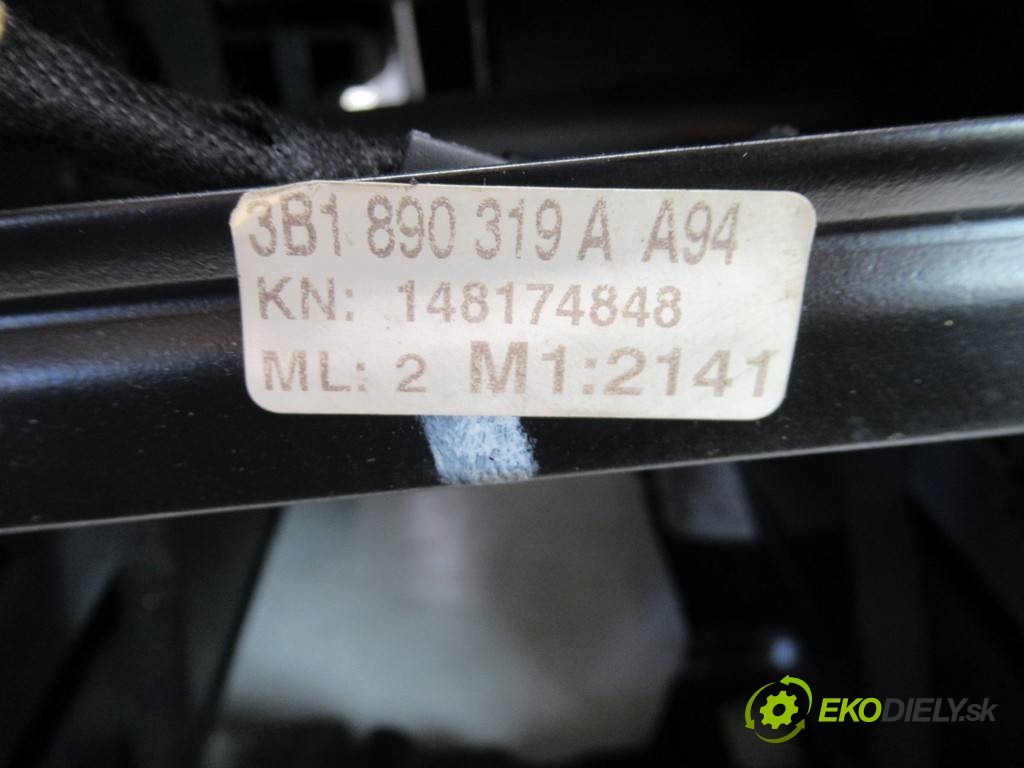 3B1 890 319 A A94
KN: 148174848
ML: 2 M1:2141
EKODIELY.sk